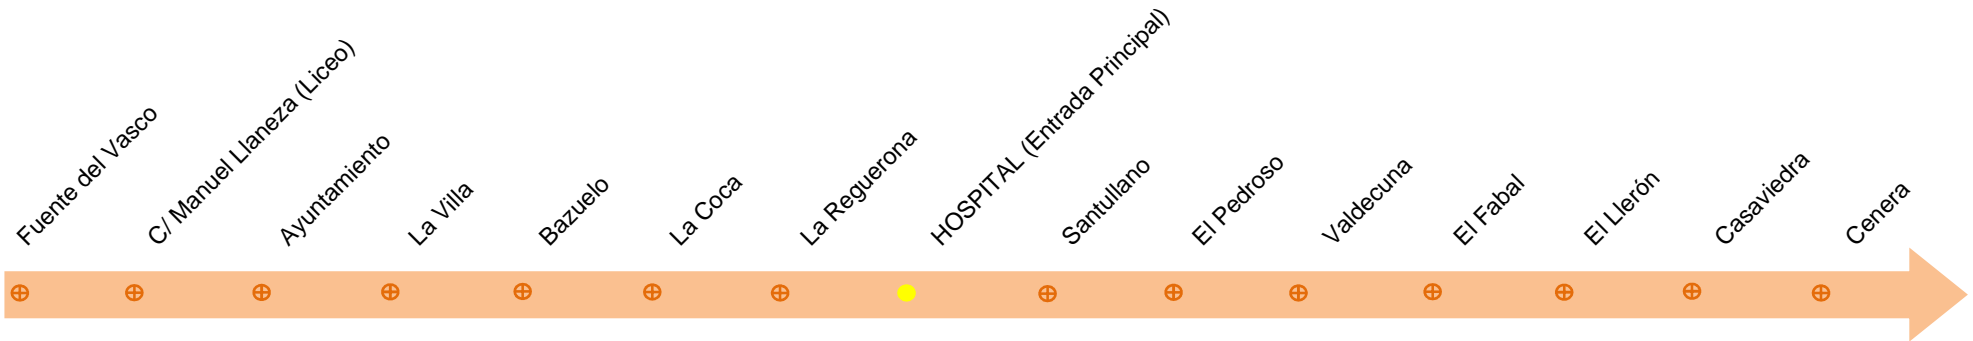 Fuente del Vasco
C/ Manuel Llaneza (Liceo)
Ayuntamiento
La Villa
Bazuelo
La Coca
La Reguerona
HOSPITAL (Entrada Principal)
Santullano
El Pedroso
Valdecuna
El Fabal
El Llerón
Casaviedra
Cenera